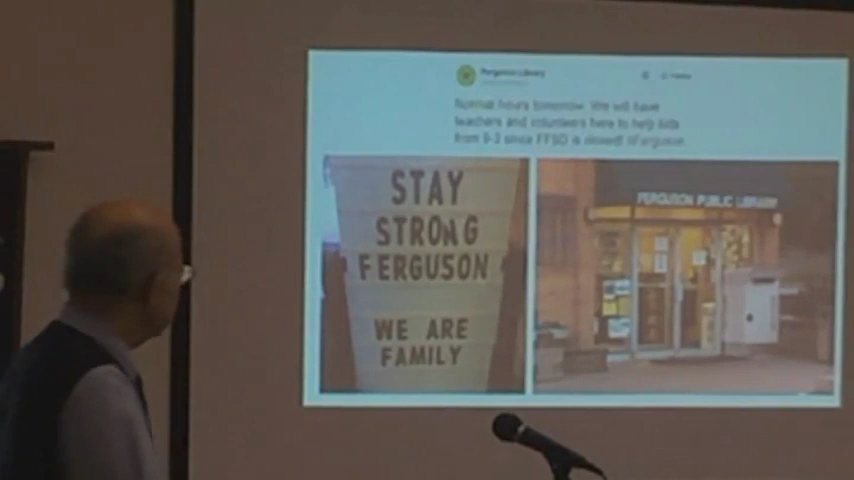 Ferguson Library
Normal hours tomorrow. We will have
teachers and volunteers here to help kids
from 9-3 since FFSD is closed! #Ferguson
STAY
STRONG
FERGUSON
WE ARE
FAMILY
FERGUSON PUBLIC LIBRARY